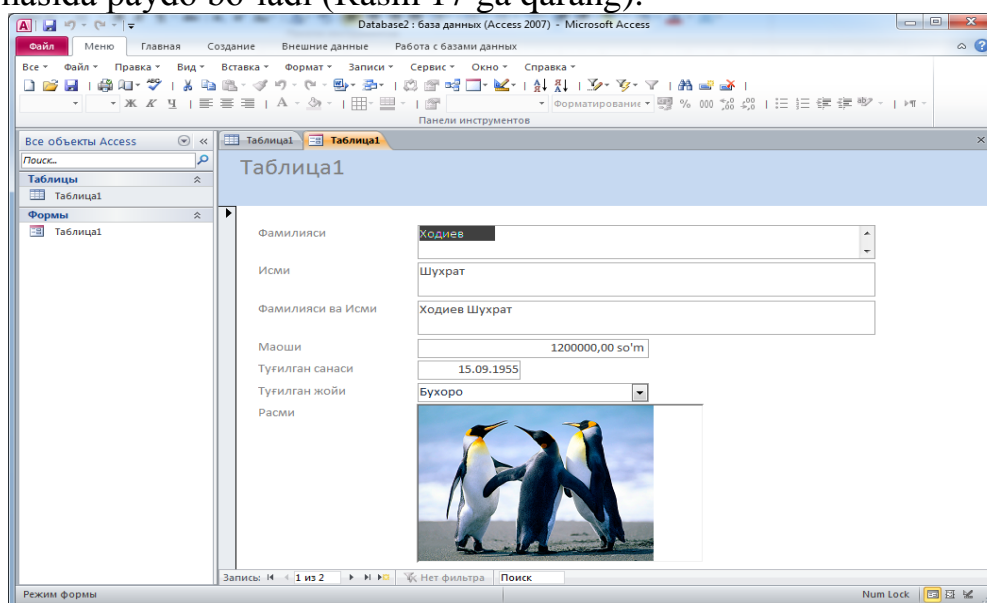 hasida paydo bo'ladi (Rasm 17 ga qarang).
Database2 : база данных (Access 2007) - Microsoft Access
Файл Меню Главная Создание Внешние данные Работа с базами данных
Все Файл Правка Вид Вставка Формат Записи Сервис Окно Справка
Ж К Ч А Форматирование % 000
Панели инструментов
Все объекты Access
Таблица1 Таблица1
Поиск...
Таблицы
Таблица1
Формы
Таблица1
Таблица1
Фамилияси Ходиев
Исми Шухрат
Фамилияси ва Исми Ходиев Шухрат
Маоши 1200000,00 so'm
Туғилган санаси 15.09.1955
Туғилган жойи Бухоро
Расми
Запись: 1 из 2 Нет фильтра Поиск
Режим формы Num Lock